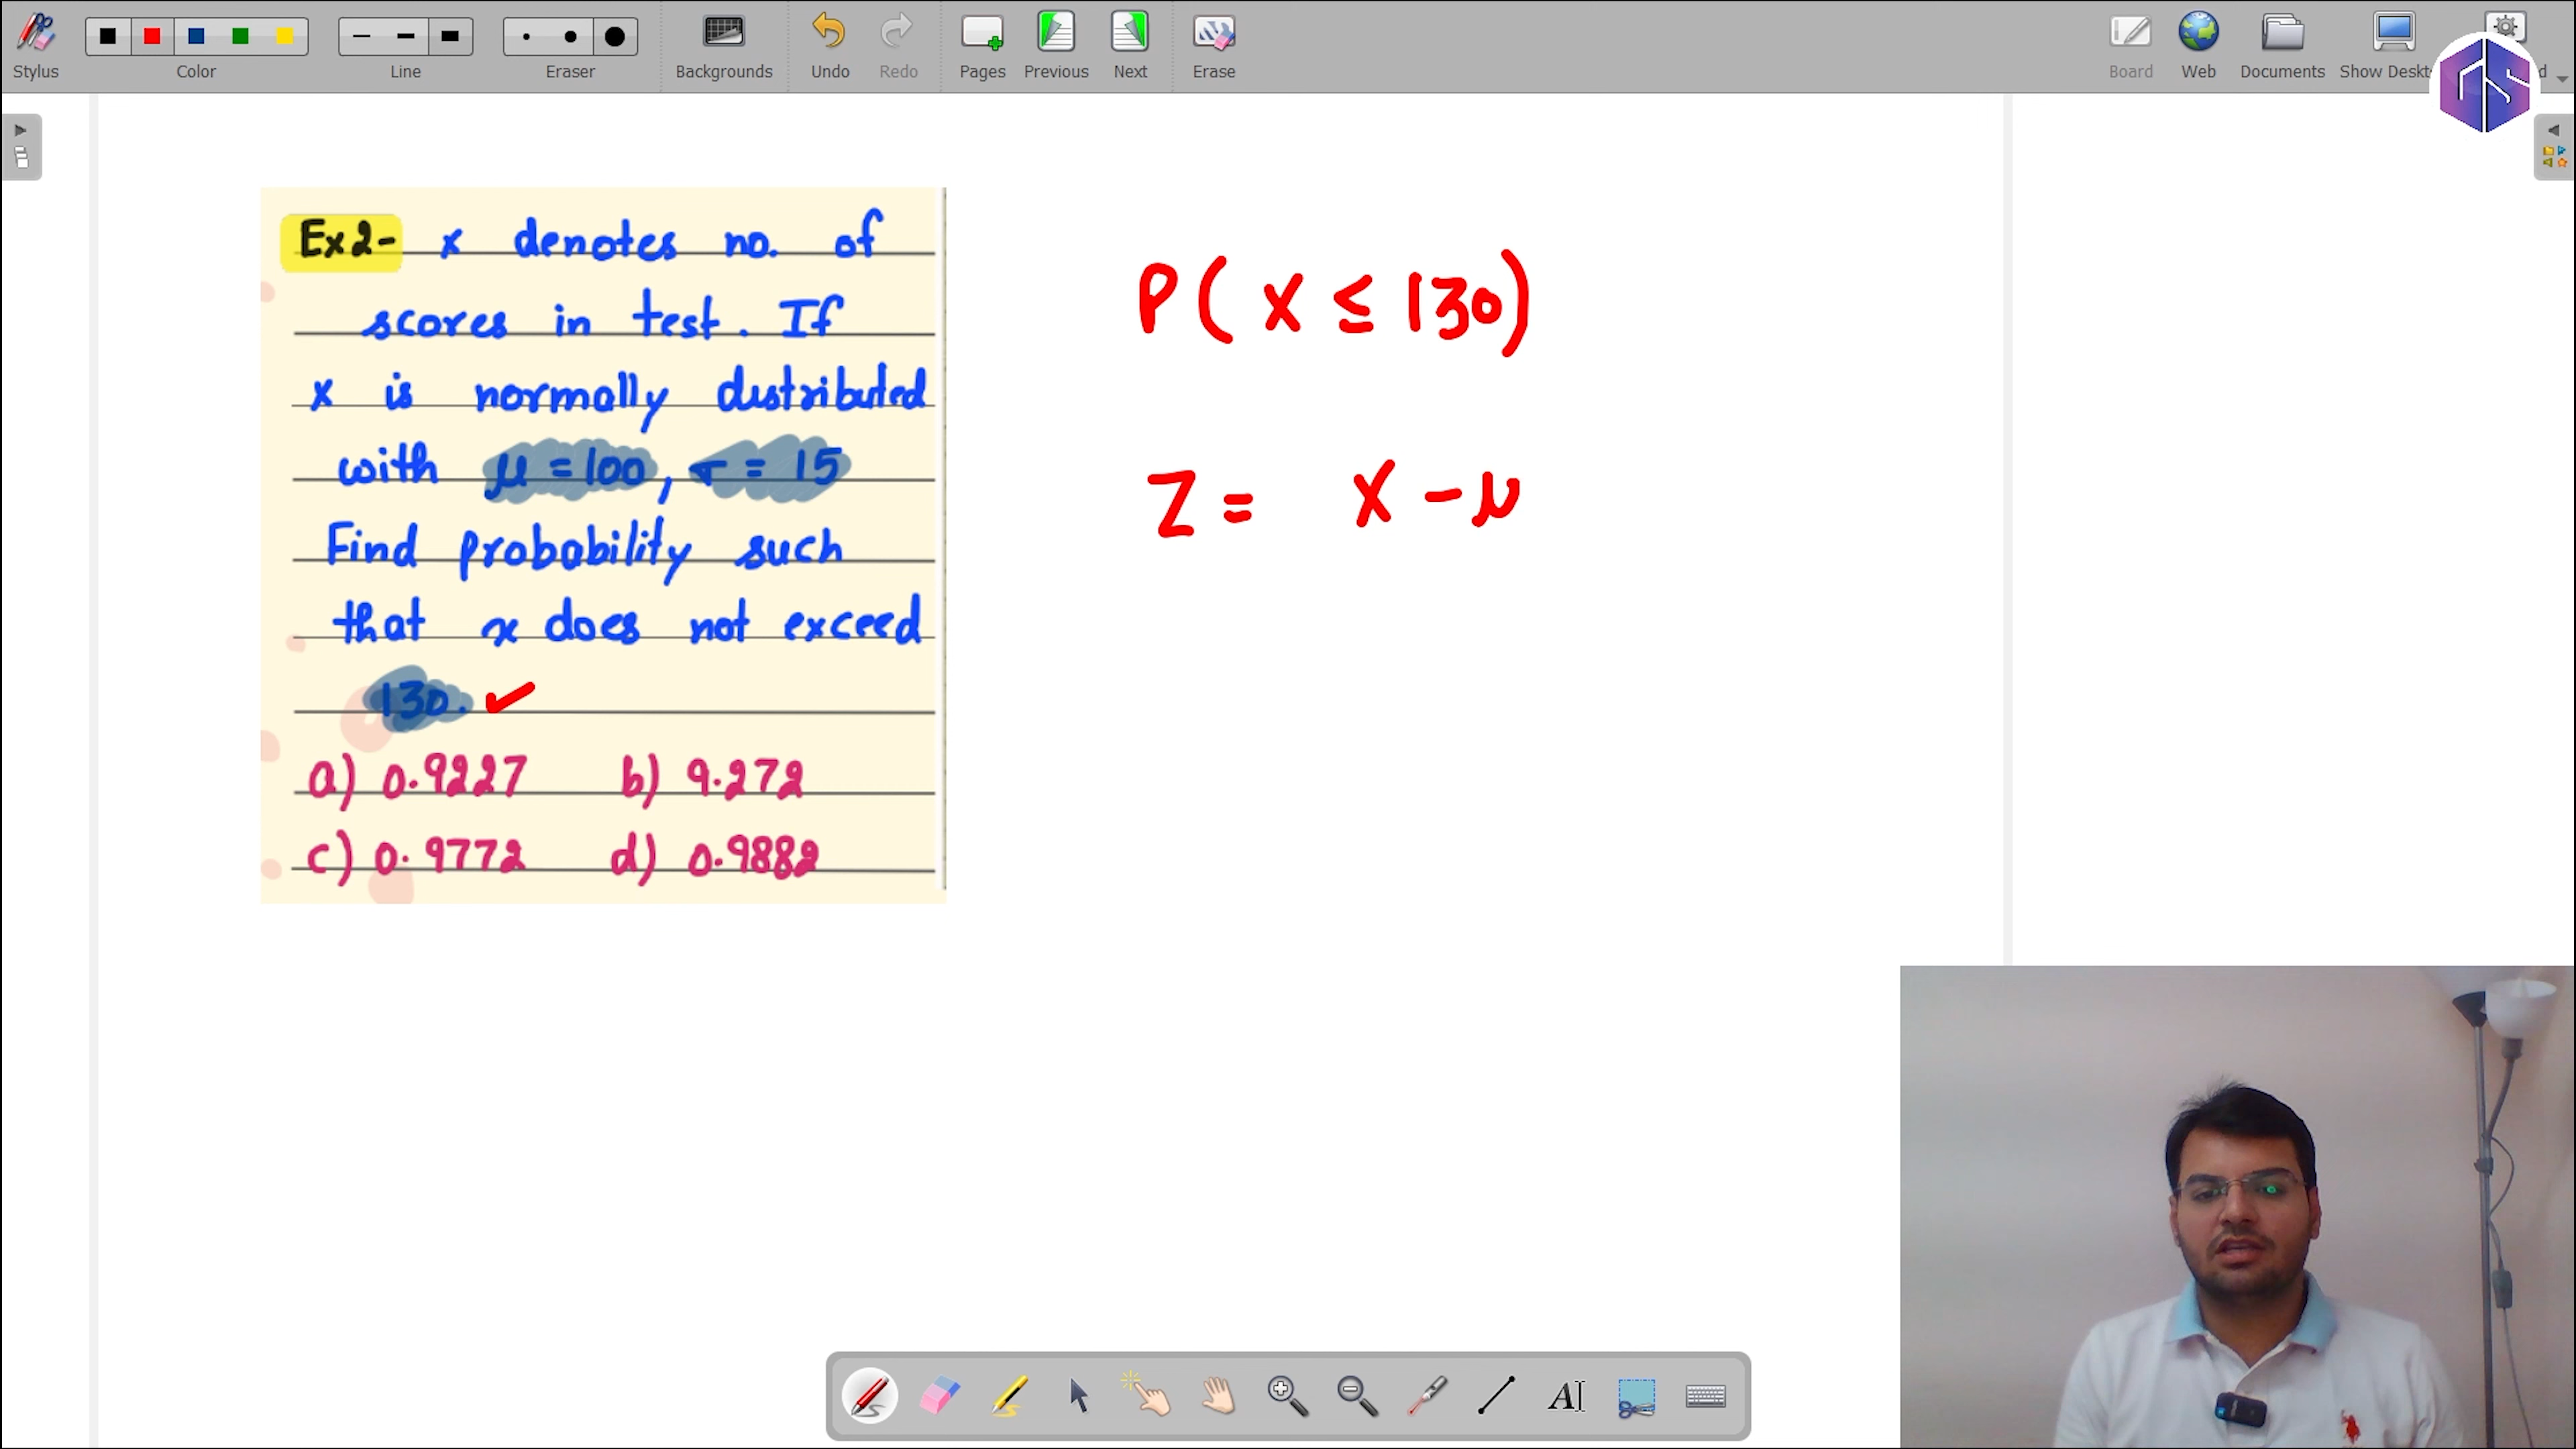 Stylus
Color
Line
Eraser
Backgrounds
Undo
Redo
Pages
Previous
Next
Erase
Board
Web
Documents
Show Deskt
d
Ex2- x denotes no. of
scores in test. If
x is normally distributed
with μ = 100, σ = 15
Find probability such
that x does not exceed
130. ✓
a) 0.9227 b) 9.272
c) 0.9772 d) 0.9882
P( X ≤ 130)
Z = X - μ
AI